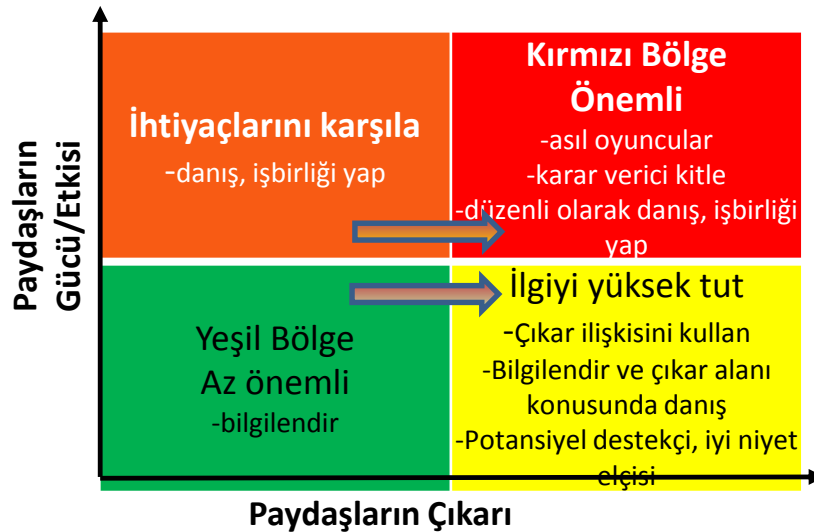 Paydaşların
Gücü/Etkisi
İhtiyaçlarını karşıla
-danış, işbirliği yap
Kırmızı Bölge
Önemli
-asıl oyuncular
-karar verici kitle
-düzenli olarak danış, işbirliği
yap
Yeşil Bölge
Az önemli
-bilgilendir
İlgiyi yüksek tut
-Çıkar ilişkisini kullan
-Bilgilendir ve çıkar alanı
konusunda danış
-Potansiyel destekçi, iyi niyet
elçisi
Paydaşların Çıkarı